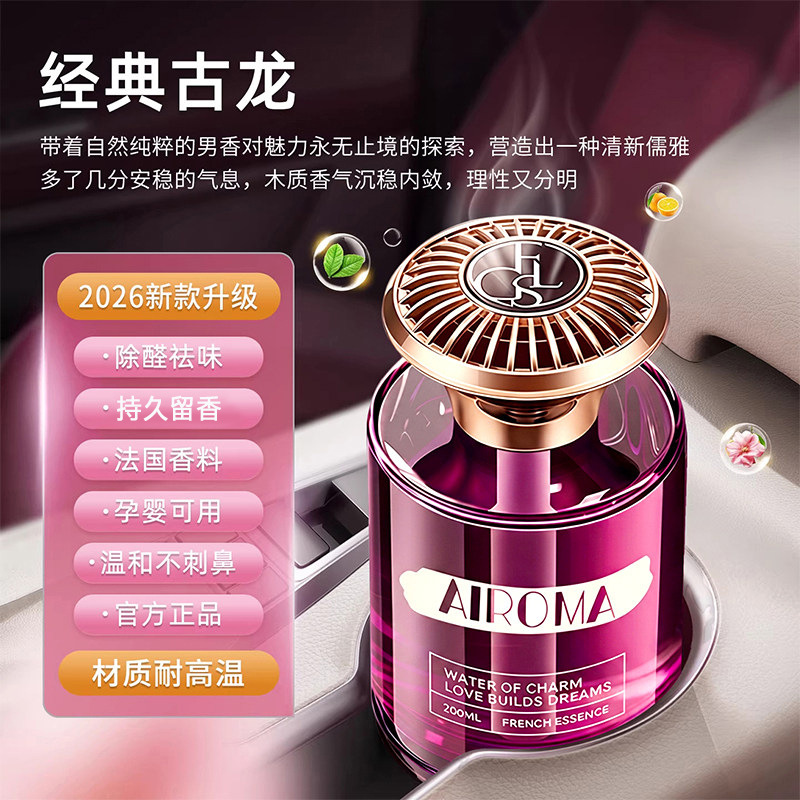 经典古龙
带着自然纯粹的男香对魅力永无止境的探索，营造出一种清新儒雅
多了几分安稳的气息，木质香气沉稳内敛，理性又分明
2026新款升级
·除醛祛味
·持久留香
·法国香料
·孕婴可用
·温和不刺鼻
·官方正品
材质耐高温
AIROMA
WATER OF CHARM
LOVE BUILDS DREAMS
200ML FRENCH ESSENCE